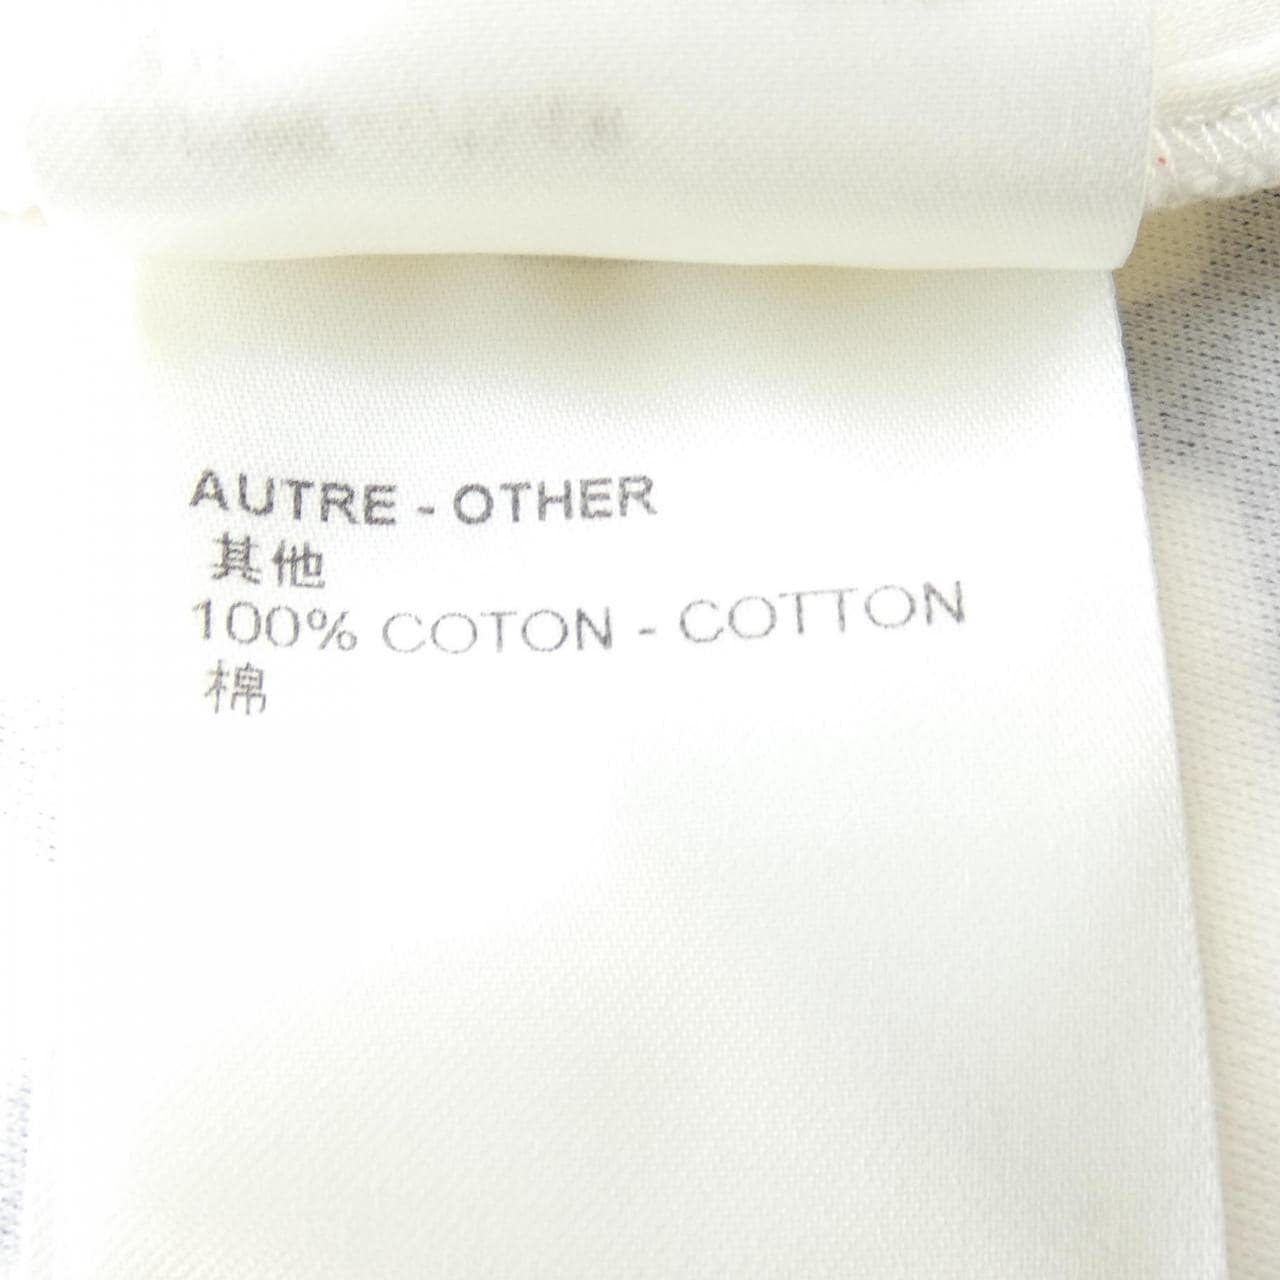 AUTRE - OTHER
其他
100% COTON - COTTON
棉